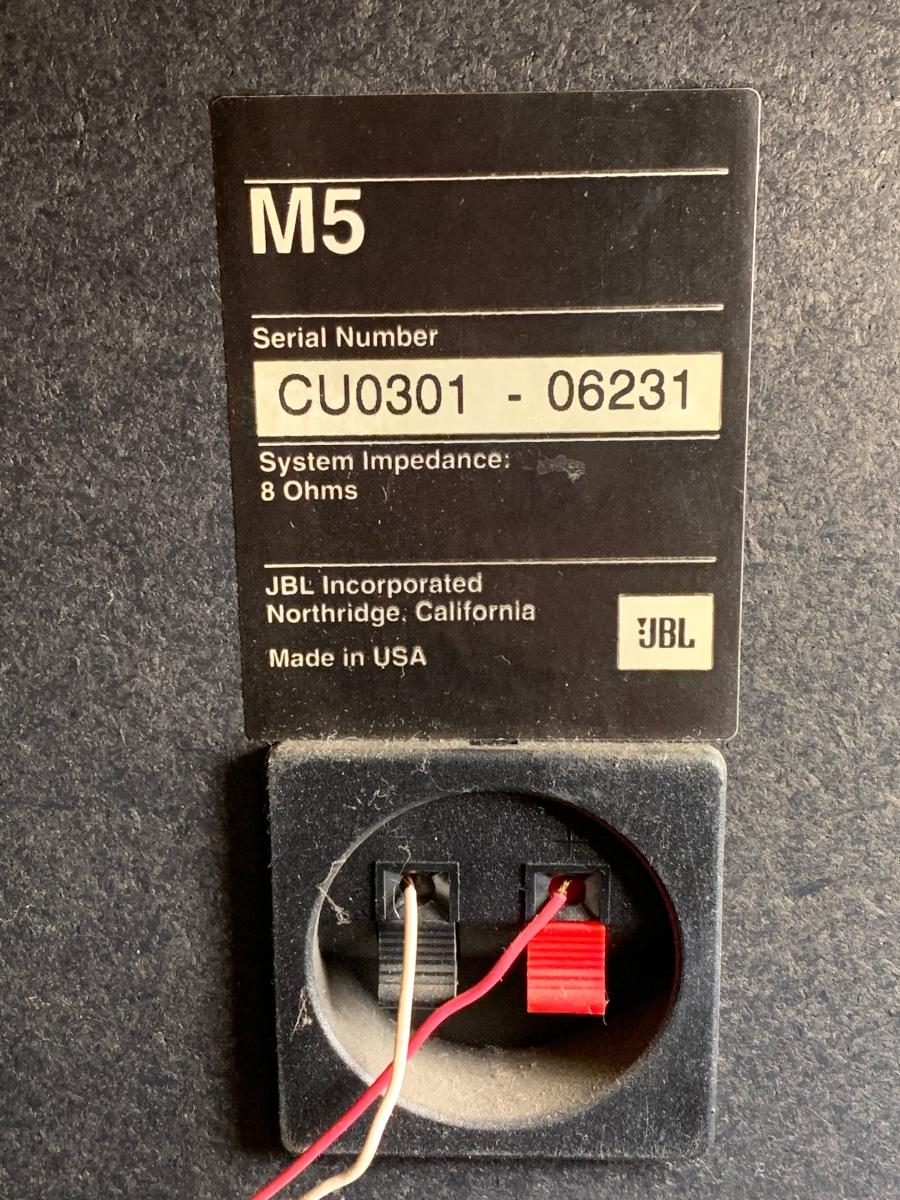 M5
Serial Number
CU0301 - 06231
System Impedance:
8 Ohms
JBL Incorporated
Northridge, California
JBL
Made in USA